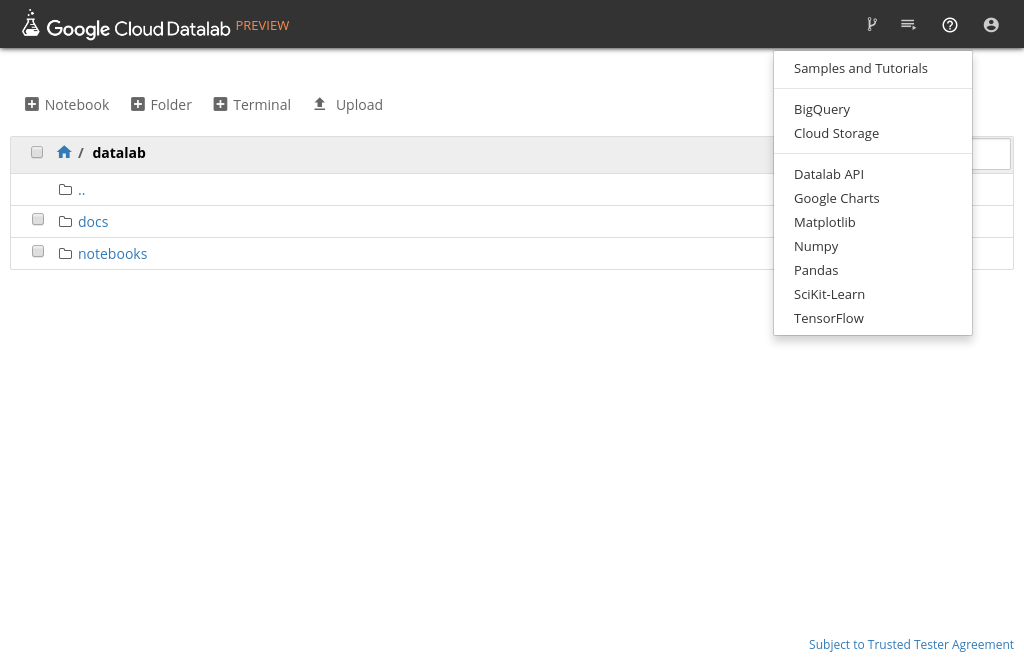 Google Cloud Datalab PREVIEW
Samples and Tutorials
BigQuery
Cloud Storage
Datalab API
Google Charts
Matplotlib
Numpy
Pandas
SciKit-Learn
TensorFlow
Notebook Folder Terminal Upload
/ datalab
..
docs
notebooks
Subject to Trusted Tester Agreement